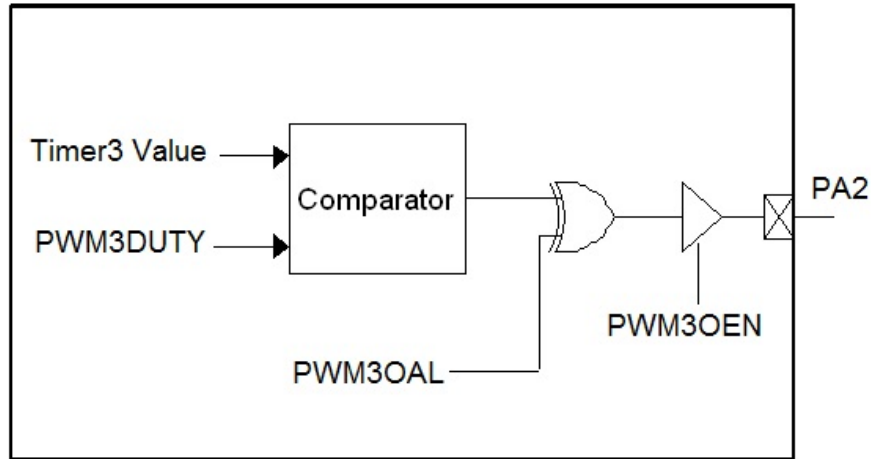 Timer3 Value
PWM3DUTY
Comparator
PWM3OAL
PWM3OEN
PA2